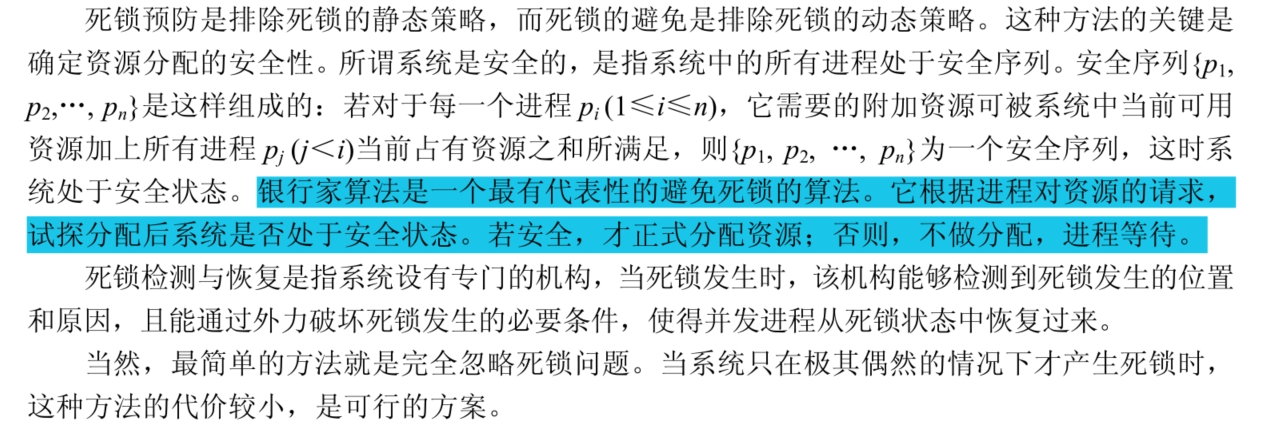 死锁预防是排除死锁的静态策略，而死锁的避免是排除死锁的动态策略。这种方法的关键是
确定资源分配的安全性。所谓系统是安全的，是指系统中的所有进程处于安全序列。安全序列{p1,
p2,…, pn}是这样组成的：若对于每一个进程 pi (1≤i≤n)，它需要的附加资源可被系统中当前可用
资源加上所有进程 pj (j＜i)当前占有资源之和所满足，则{p1, p2, …, pn}为一个安全序列，这时系
统处于安全状态。银行家算法是一个最有代表性的避免死锁的算法。它根据进程对资源的请求，
试探分配后系统是否处于安全状态。若安全，才正式分配资源；否则，不做分配，进程等待。
死锁检测与恢复是指系统设有专门的机构，当死锁发生时，该机构能够检测到死锁发生的位置
和原因，且能通过外力破坏死锁发生的必要条件，使得并发进程从死锁状态中恢复过来。
当然，最简单的方法就是完全忽略死锁问题。当系统只在极其偶然的情况下才产生死锁时，
这种方法的代价较小，是可行的方案。